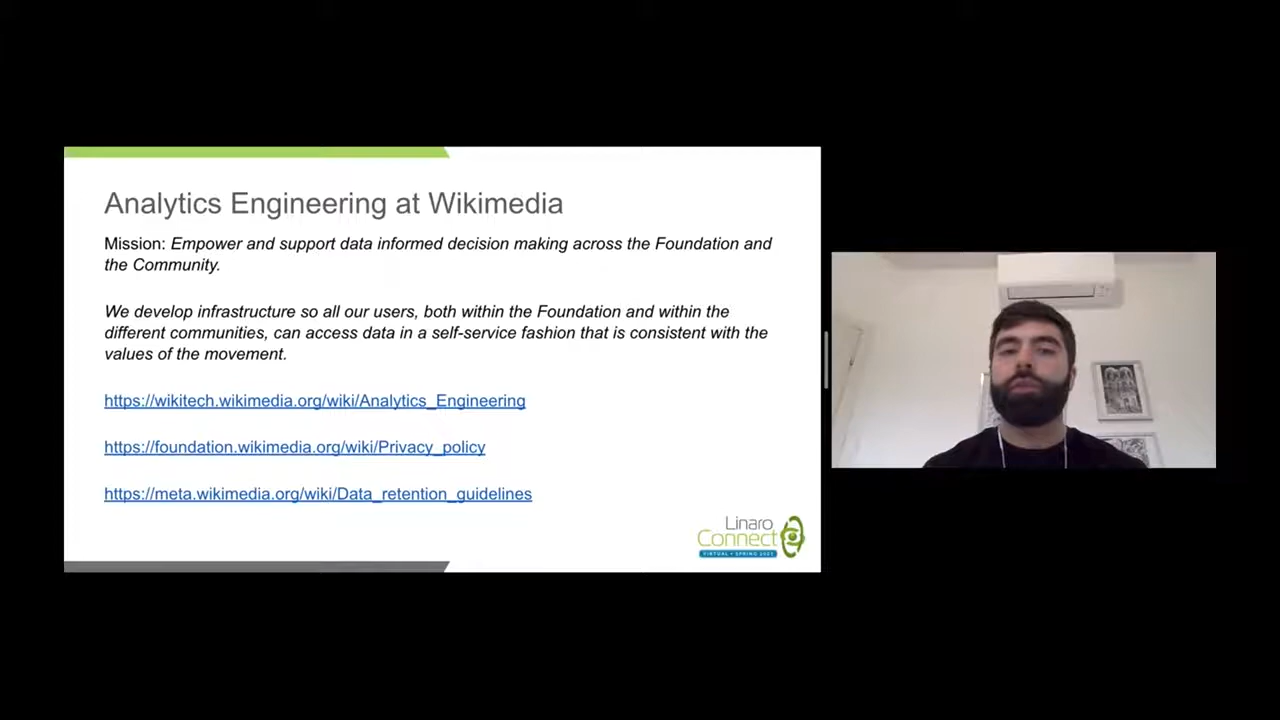 Analytics Engineering at Wikimedia
Mission: Empower and support data informed decision making across the Foundation and
the Community.
We develop infrastructure so all our users, both within the Foundation and within the
different communities, can access data in a self-service fashion that is consistent with the
values of the movement.
https://wikitech.wikimedia.org/wiki/Analytics_Engineering
https://foundation.wikimedia.org/wiki/Privacy_policy
https://meta.wikimedia.org/wiki/Data_retention_guidelines
Linaro
Connect
VIRTUAL • SPRING 2021